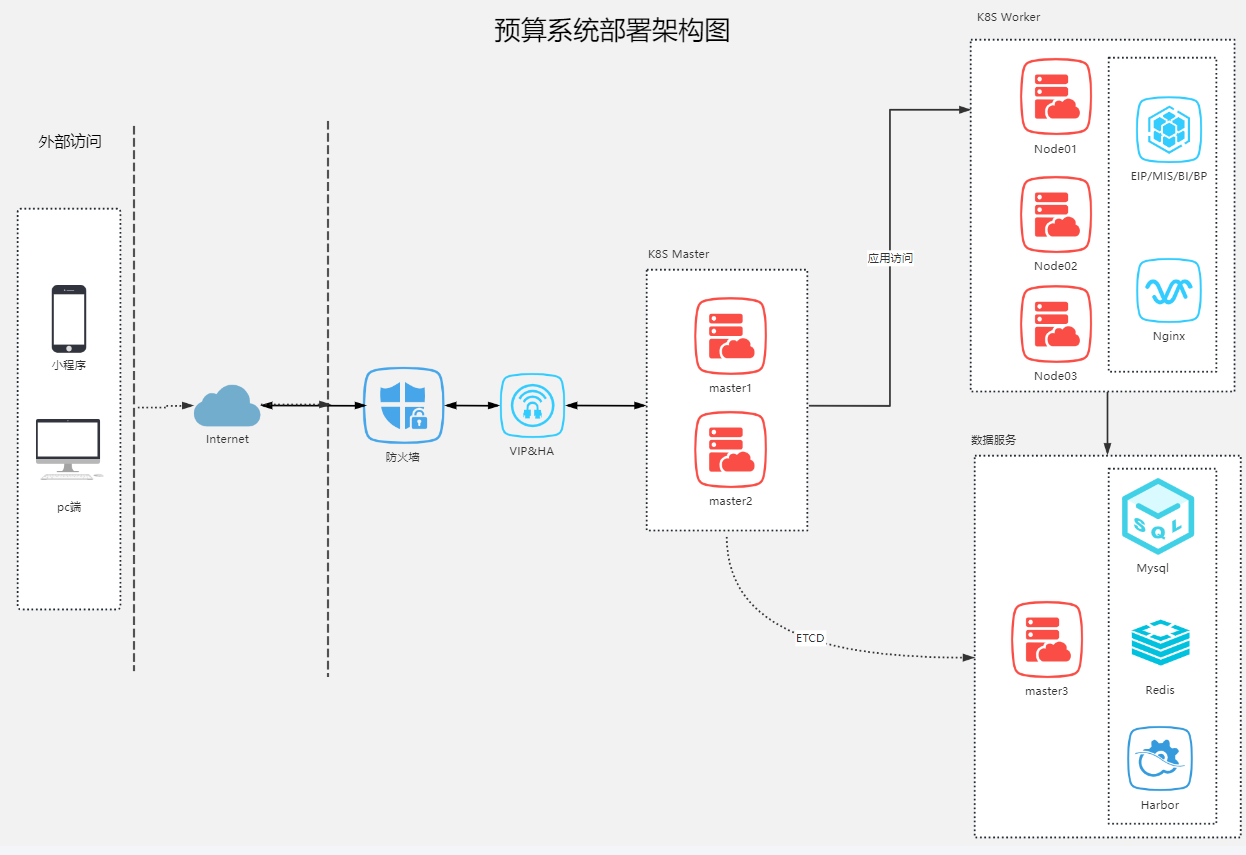 预算系统部署架构图
外部访问
小程序
pc端
Internet
防火墙
VIP&HA
K8S Master
master1
master2
应用访问
ETCD
K8S Worker
Node01
Node02
Node03
EIP/MIS/BI/BP
Nginx
数据服务
master3
SQL
Mysql
Redis
Harbor